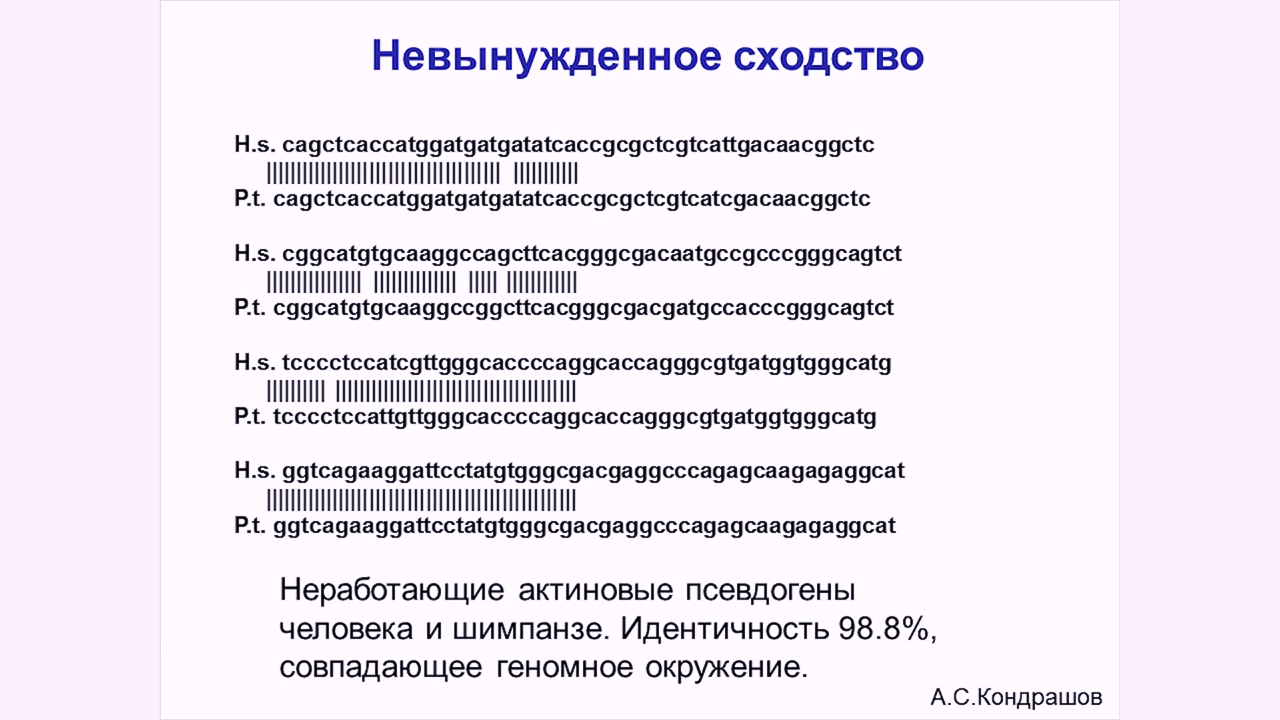 Невынужденное сходство
H.s. cagctcaccatggatgatgatatcaccgcgctcgtcattgacaacggctc
||||||||||||||||||||||||||||||||||||||| |||||||||||
P.t. cagctcaccatggatgatgatatcaccgcgctcgtcatcgacaacggctc
H.s. cggcatgtgcaaggccagcttcacgggcgacaatgccgcccgggcagtct
|||||||||||||||| |||||||||||||| ||||| ||||||||||||
P.t. cggcatgtgcaaggccggcttcacgggcgacgatgccacccgggcagtct
H.s. tcccctccatcgttgggcaccccaggcaccagggcgtgatggtgggcatg
|||||||||| |||||||||||||||||||||||||||||||||||||||
P.t. tcccctccattgttgggcaccccaggcaccagggcgtgatggtgggcatg
H.s. ggtcagaaggattcctatgtgggcgacgaggcccagagcaagagaggcat
||||||||||||||||||||||||||||||||||||||||||||||||||
P.t. ggtcagaaggattcctatgtgggcgacgaggcccagagcaagagaggcat
Неработающие актиновые псевдогены
человека и шимпанзе. Идентичность 98.8%,
совпадающее геномное окружение.
А.С.Кондрашов